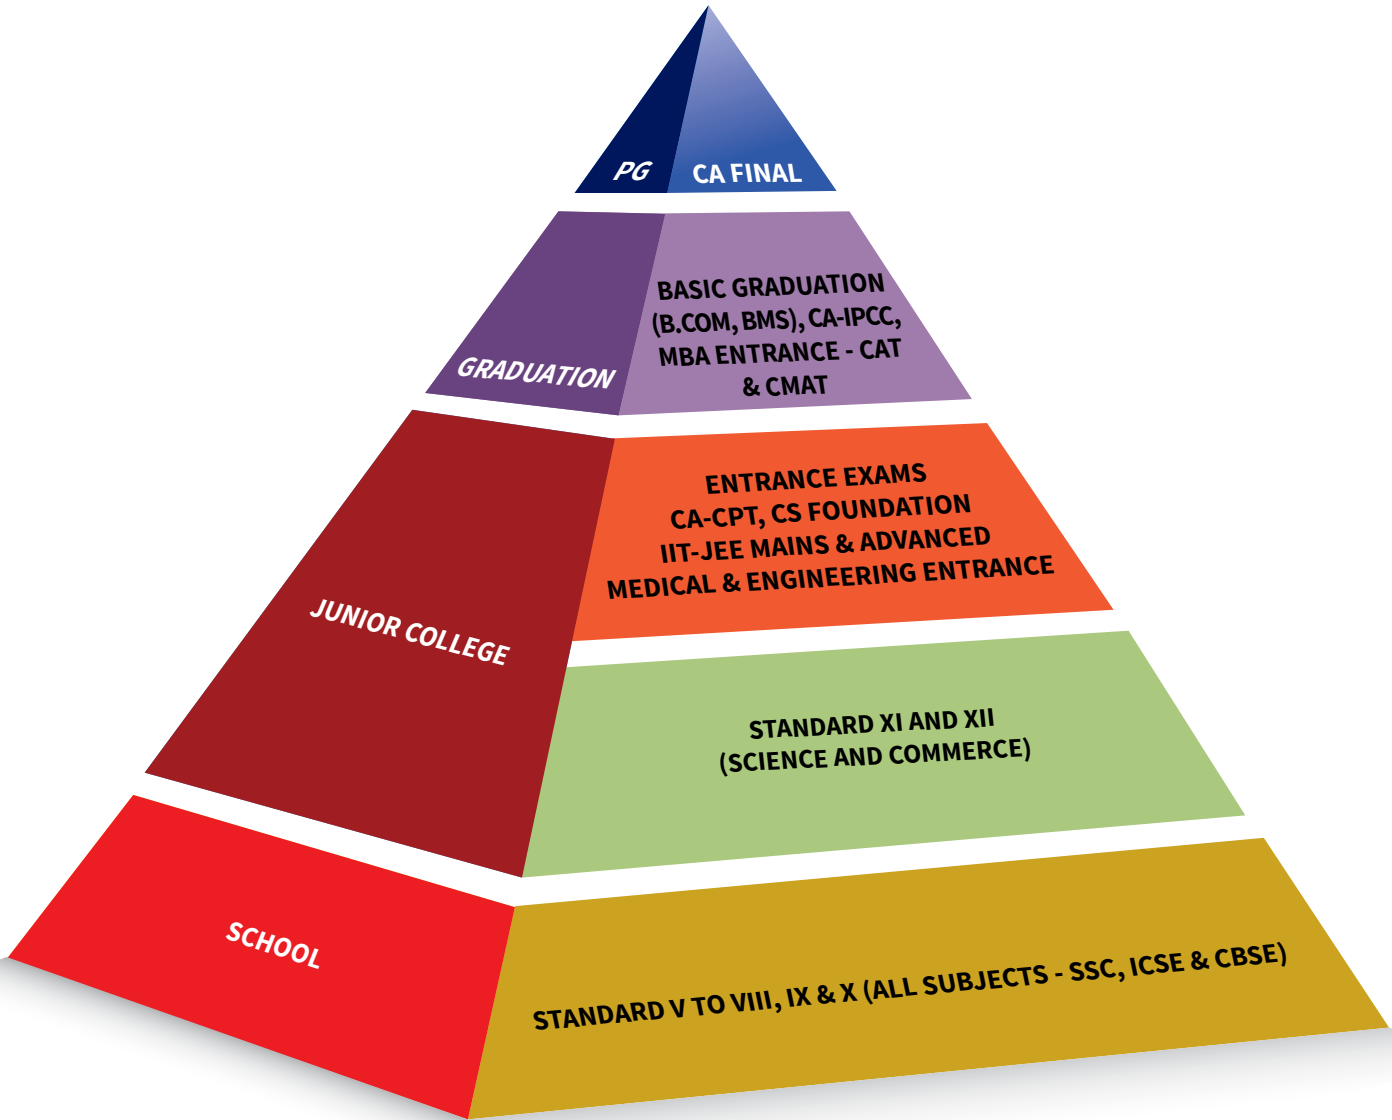 PG
CA FINAL
GRADUATION
BASIC GRADUATION
(B.COM, BMS), CA-IPCC,
MBA ENTRANCE - CAT
& CMAT
JUNIOR COLLEGE
ENTRANCE EXAMS
CA-CPT, CS FOUNDATION
IIT-JEE MAINS & ADVANCED
MEDICAL & ENGINEERING ENTRANCE
STANDARD XI AND XII
(SCIENCE AND COMMERCE)
SCHOOL
STANDARD V TO VIII, IX & X (ALL SUBJECTS - SSC, ICSE & CBSE)